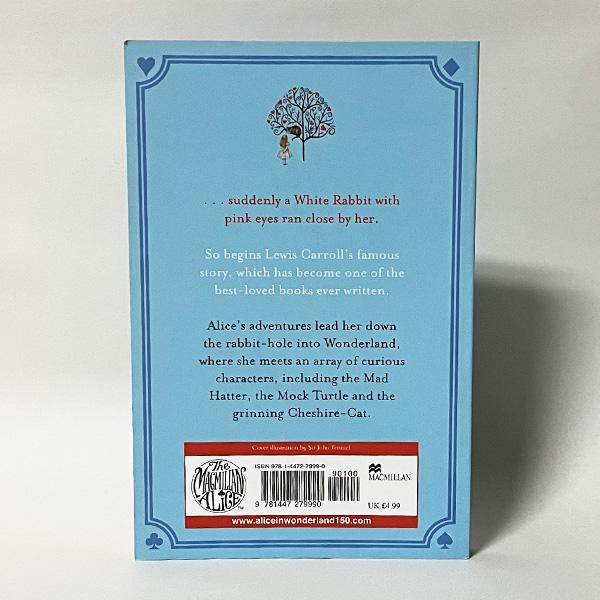 . . . suddenly a White Rabbit with
pink eyes ran close by her.
So begins Lewis Carroll's famous
story, which has become one of the
best-loved books ever written.
Alice's adventures lead her down
the rabbit-hole into Wonderland,
where she meets an array of curious
characters, including the Mad
Hatter, the Mock Turtle and the
grinning Cheshire-Cat.
Cover illustration by Sir John Tenniel
The
MACMILLAN
ALICE
TM
ISBN 978-1-4472-7999-0
90100
9 781447 279990
MACMILLAN
UK £4.99
www.aliceinwonderland150.com